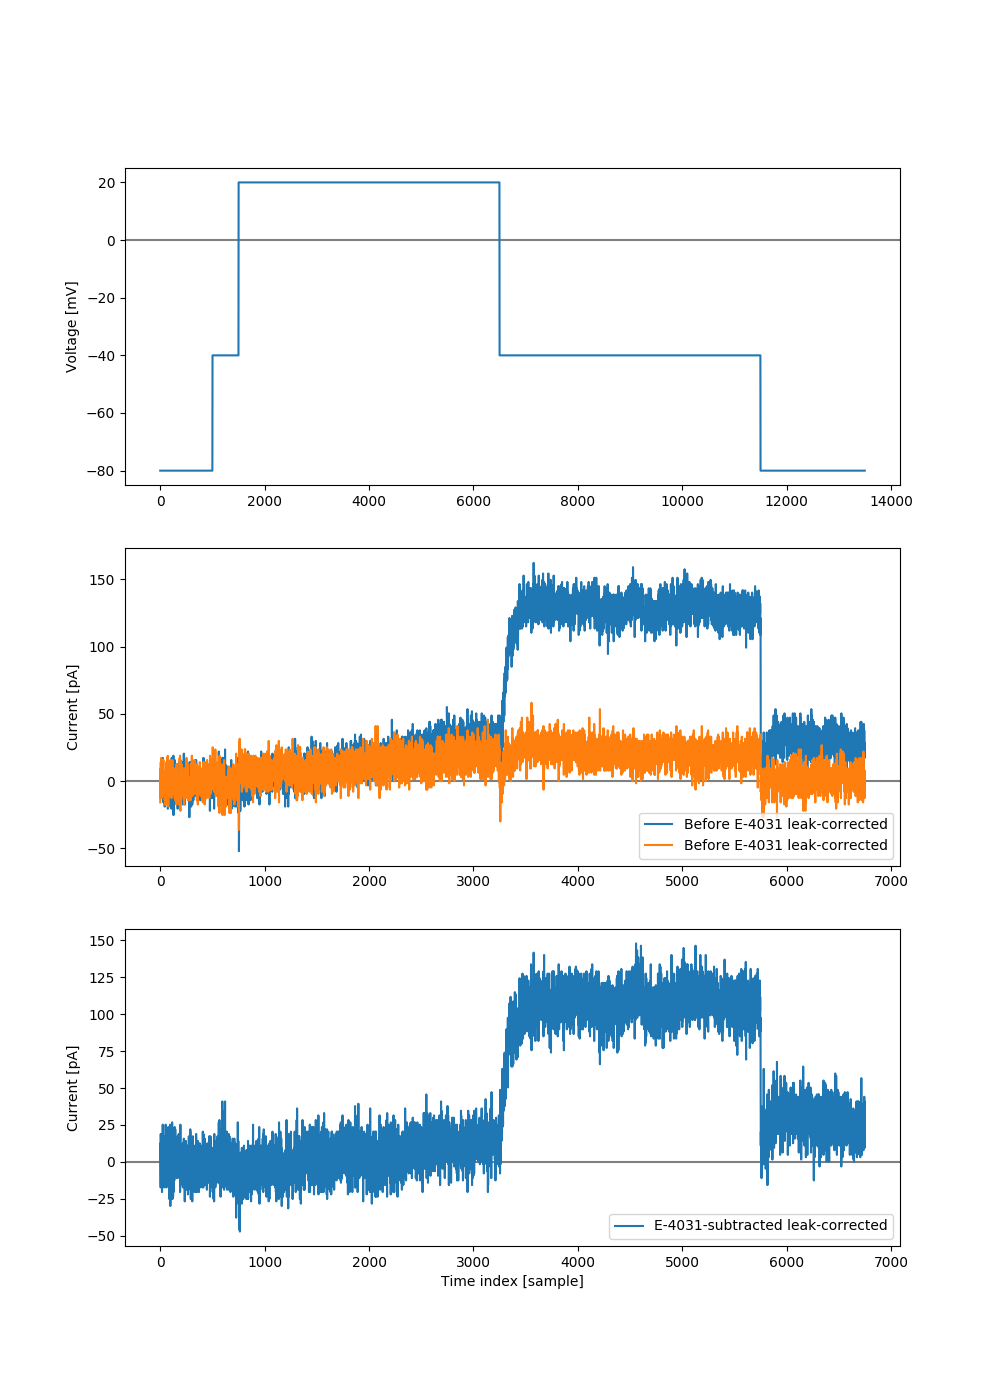 20
0
−20
−40
−60
−80
Voltage [mV]
0 2000 4000 6000 8000 10000 12000 14000
150
100
50
0
−50
Current [pA]
Before E-4031 leak-corrected
Before E-4031 leak-corrected
0 1000 2000 3000 4000 5000 6000 7000
150
125
100
75
50
25
0
−25
−50
Current [pA]
E-4031-subtracted leak-corrected
0 1000 2000 3000 4000 5000 6000 7000
Time index [sample]